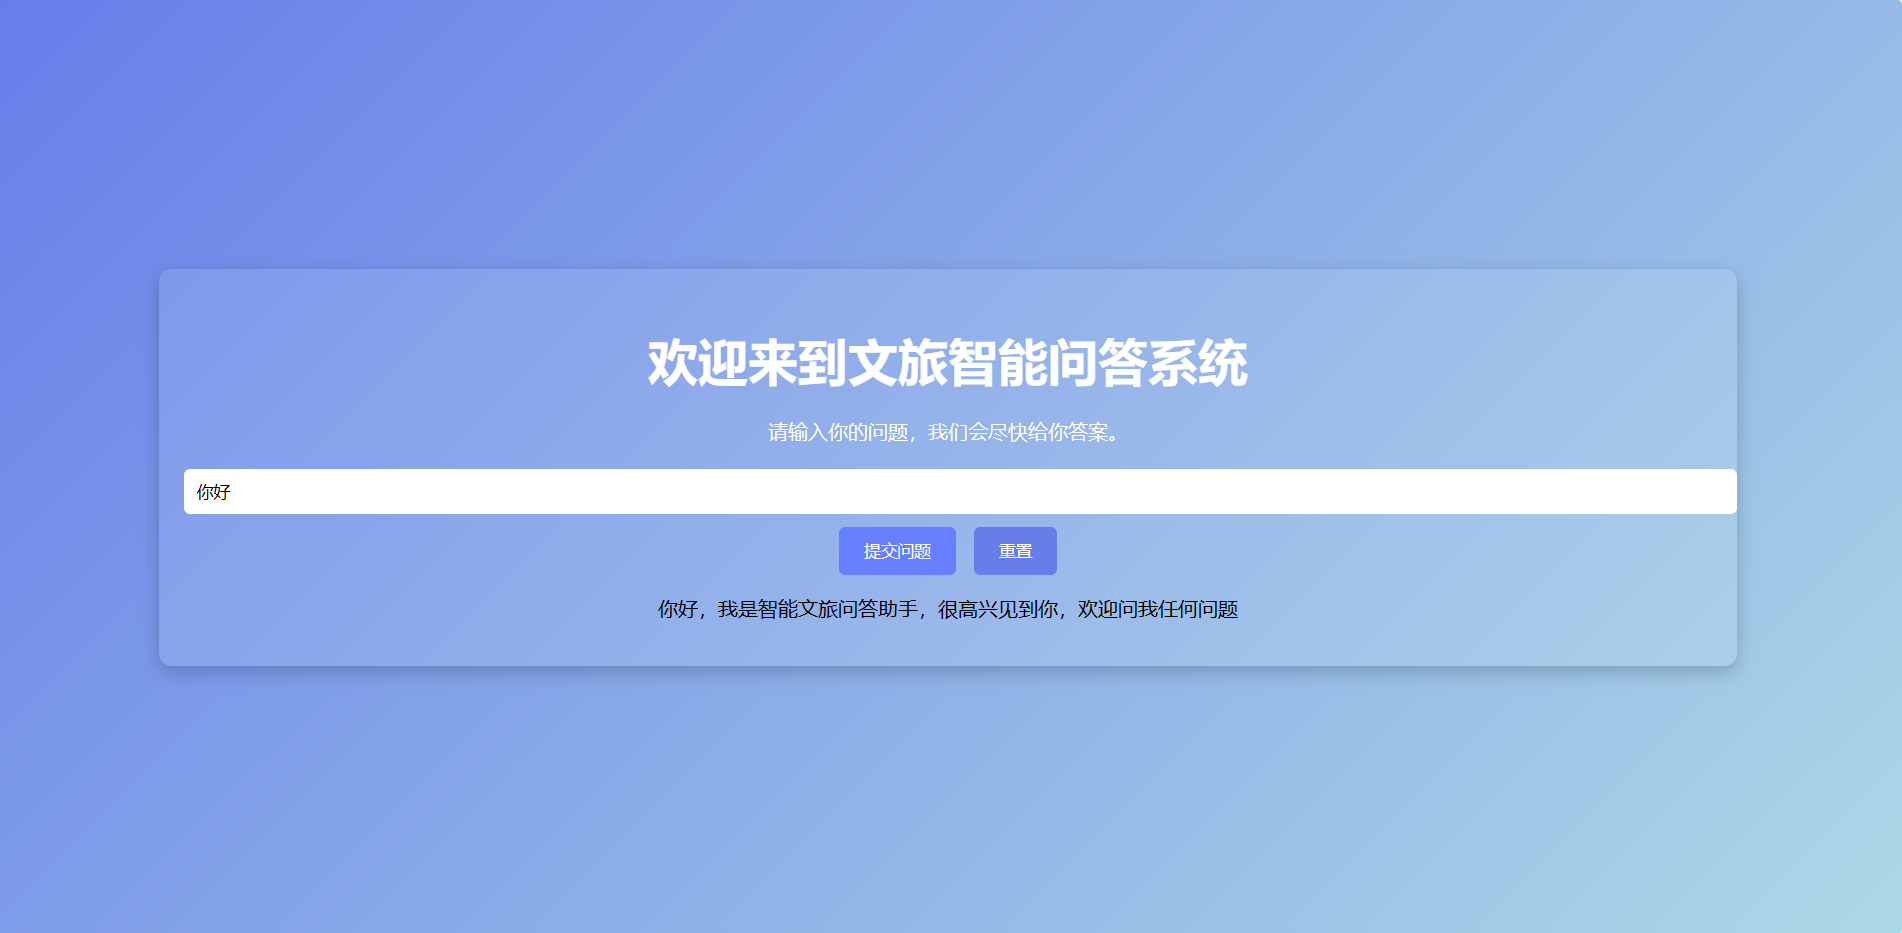 欢迎来到文旅智能问答系统
请输入你的问题，我们会尽快给你答案。
你好
提交问题 重置
你好，我是智能文旅问答助手，很高兴见到你，欢迎问我任何问题